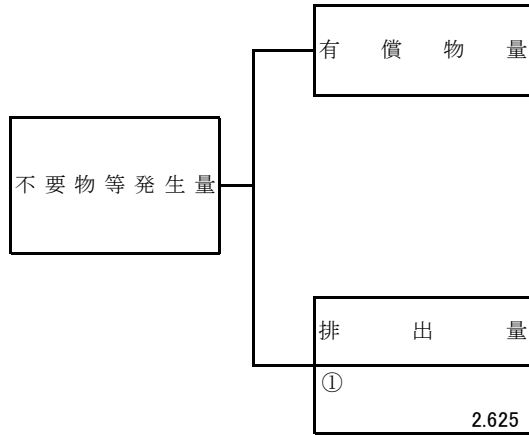 有償物量
不要物等発生量
排出量
①
2.625